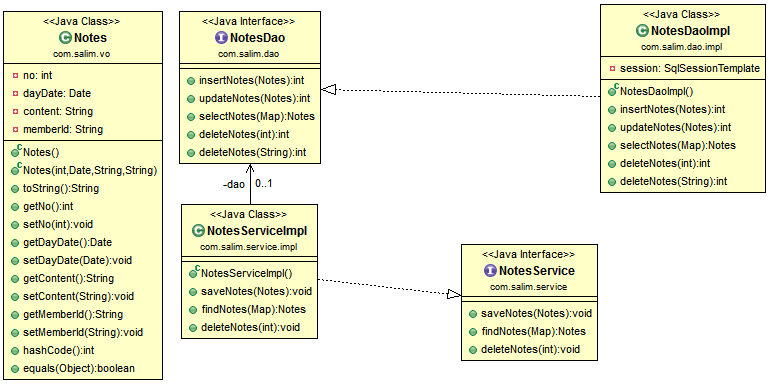 <<Java Class>>
Notes
com.salim.vo
no: int
dayDate: Date
content: String
memberId: String
Notes()
Notes(int,Date,String,String)
toString():String
getNo():int
setNo(int):void
getDayDate():Date
setDayDate(Date):void
getContent():String
setContent(String):void
getMemberId():String
setMemberId(String):void
hashCode():int
equals(Object):boolean
<<Java Interface>>
NotesDao
com.salim.dao
insertNotes(Notes):int
updateNotes(Notes):int
selectNotes(Map):Notes
deleteNotes(int):int
deleteNotes(String):int
-dao 0..1
<<Java Class>>
NotesServiceImpl
com.salim.service.impl
NotesServiceImpl()
saveNotes(Notes):void
findNotes(Map):Notes
deleteNotes(int):void
<<Java Interface>>
NotesService
com.salim.service
saveNotes(Notes):void
findNotes(Map):Notes
deleteNotes(int):void
<<Java Class>>
NotesDaoImpl
com.salim.dao.impl
session: SqlSessionTemplate
NotesDaoImpl()
insertNotes(Notes):int
updateNotes(Notes):int
selectNotes(Map):Notes
deleteNotes(int):int
deleteNotes(String):int